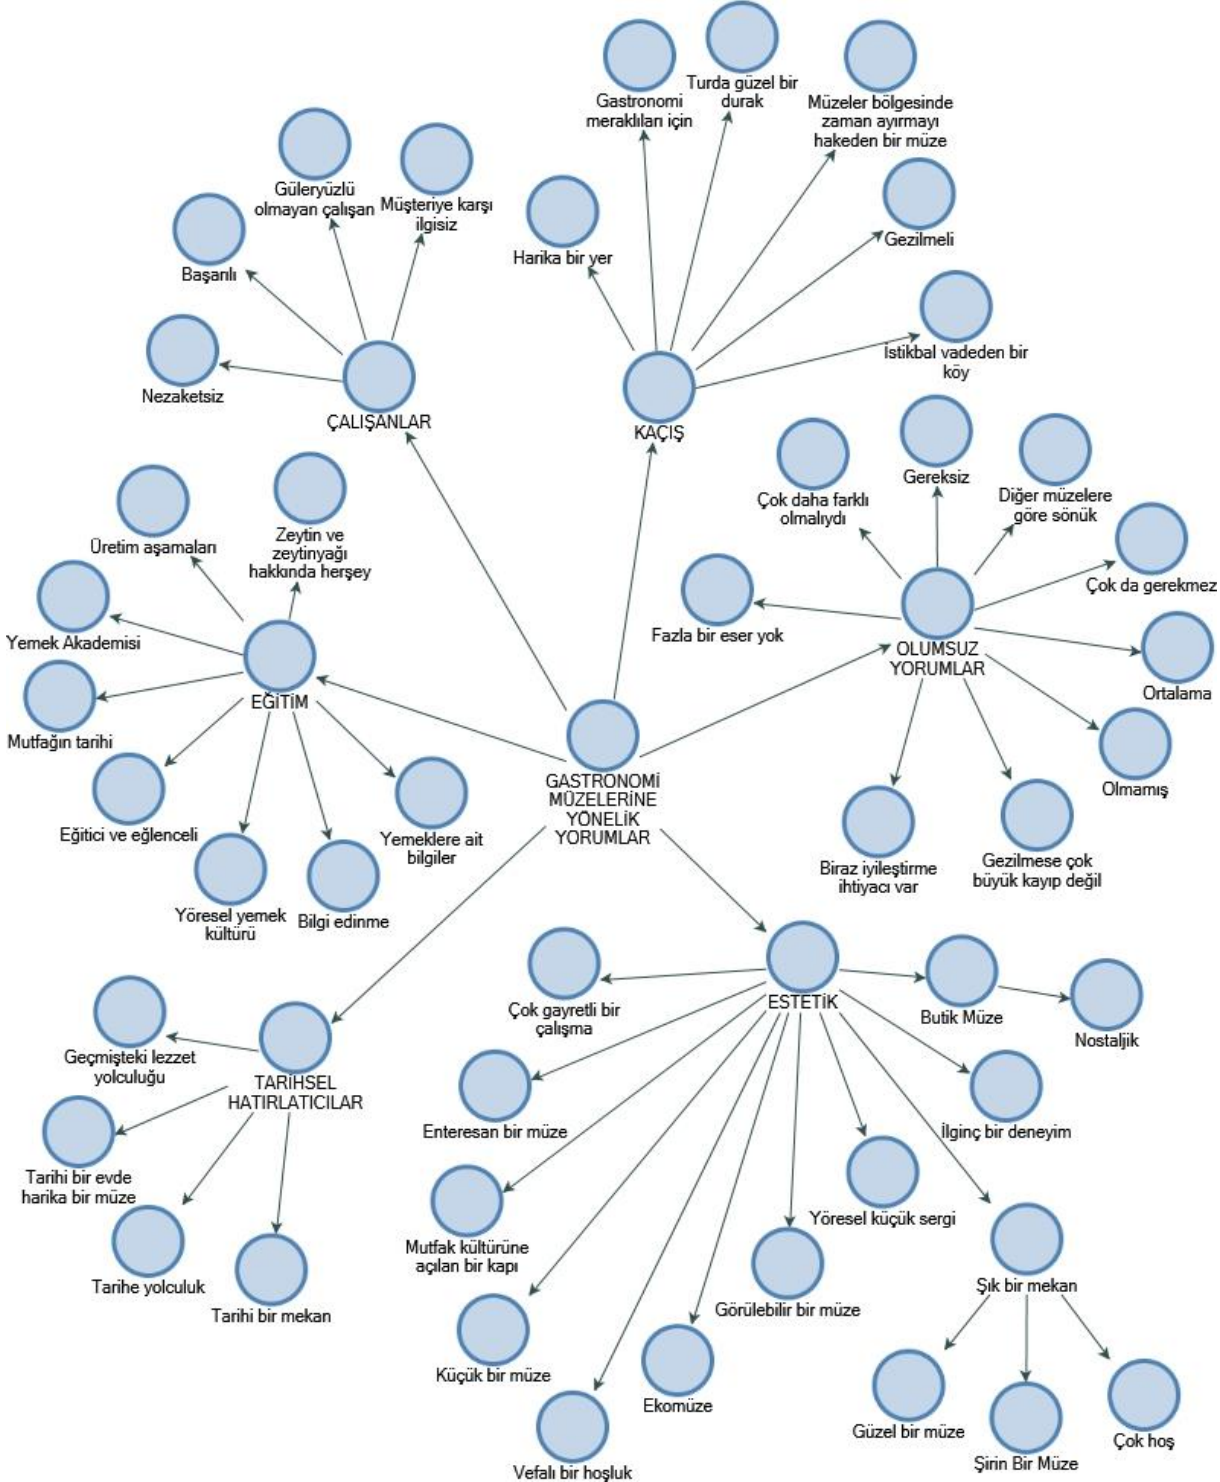 Gastronomi
meraklıları için
Turda güzel bir
durak
Müzeler bölgesinde
zaman ayırmayı
hakeden bir müze
Güleryüzlü
olmayan çalışan
Müşteriye karşı
ilgisiz
Başarılı
Harika bir yer
Gezilmeli
İstikbal vadeden bir
köy
Nezaketsiz
ÇALIŞANLAR
KAÇIŞ
Çok daha farklı
olmalıydı
Gereksiz
Diğer müzelere
göre sönük
Çok da gerekmez
Üretim aşamaları
Zeytin ve
zeytinyağı
hakkında herşey
Yemek Akademisi
Fazla bir eser yok
OLUMSUZ
YORUMLAR
Ortalama
EĞİTİM
Mutfağın tarihi
Olmamış
GASTRONOMİ
MÜZELERİNE
YÖNELİK
YORUMLAR
Eğitici ve eğlenceli
Yemeklere ait
bilgiler
Biraz iyileştirme
ihtiyacı var
Gezilmese çok
büyük kayıp değil
Yöresel yemek
kültürü
Bilgi edinme
Çok gayretli bir
çalışma
ESTETİK
Butik Müze
Nostaljik
Geçmişteki lezzet
yolculuğu
TARİHSEL
HATIRLATICILAR
Enteresan bir müze
İlginç bir deneyim
Tarihi bir evde
harika bir müze
Yöresel küçük sergi
Mutfak kültürüne
açılan bir kapı
Tarihe yolculuk
Tarihi bir mekan
Görülebilir bir müze
Şık bir mekan
Küçük bir müze
Ekomüze
Güzel bir müze
Şirin Bir Müze
Çok hoş
Vefalı bir hoşluk